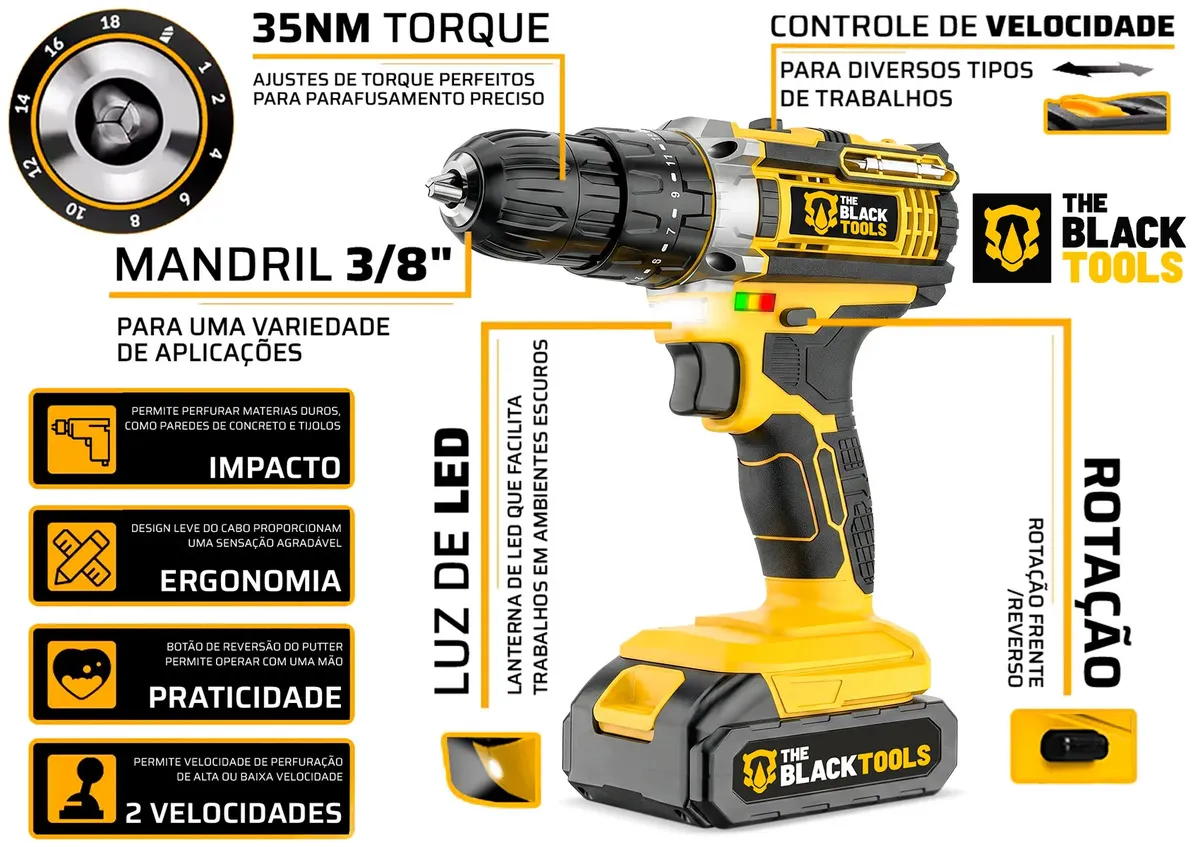 35NM TORQUE
AJUSTES DE TORQUE PERFEITOS
PARA PARAFUSAMENTO PRECISO
CONTROLE DE VELOCIDADE
PARA DIVERSOS TIPOS
DE TRABALHOS
18
1
2
4
6
8
10
12
14
16
11
9
7
THE
BLACK
TOOLS
THE
BLACK
TOOLS
MANDRIL 3/8"
PARA UMA VARIEDADE
DE APLICAÇÕES
PERMITE PERFURAR MATERIAS DUROS,
COMO PAREDES DE CONCRETO E TIJOLOS
IMPACTO
DESIGN LEVE DO CABO PROPORCIONAM
UMA SENSAÇÃO AGRADÁVEL
ERGONOMIA
BOTÃO DE REVERSÃO DO PUTTER
PERMITE OPERAR COM UMA MÃO
PRATICIDADE
PERMITE VELOCIDADE DE PERFURAÇÃO
DE ALTA OU BAIXA VELOCIDADE
2 VELOCIDADES
LUZ DE LED
LANTERNA DE LED QUE FACILITA
TRABALHOS EM AMBIENTES ESCUROS
ROTAÇÃO
ROTAÇÃO FRENTE
/REVERSO
THE
BLACKTOOLS